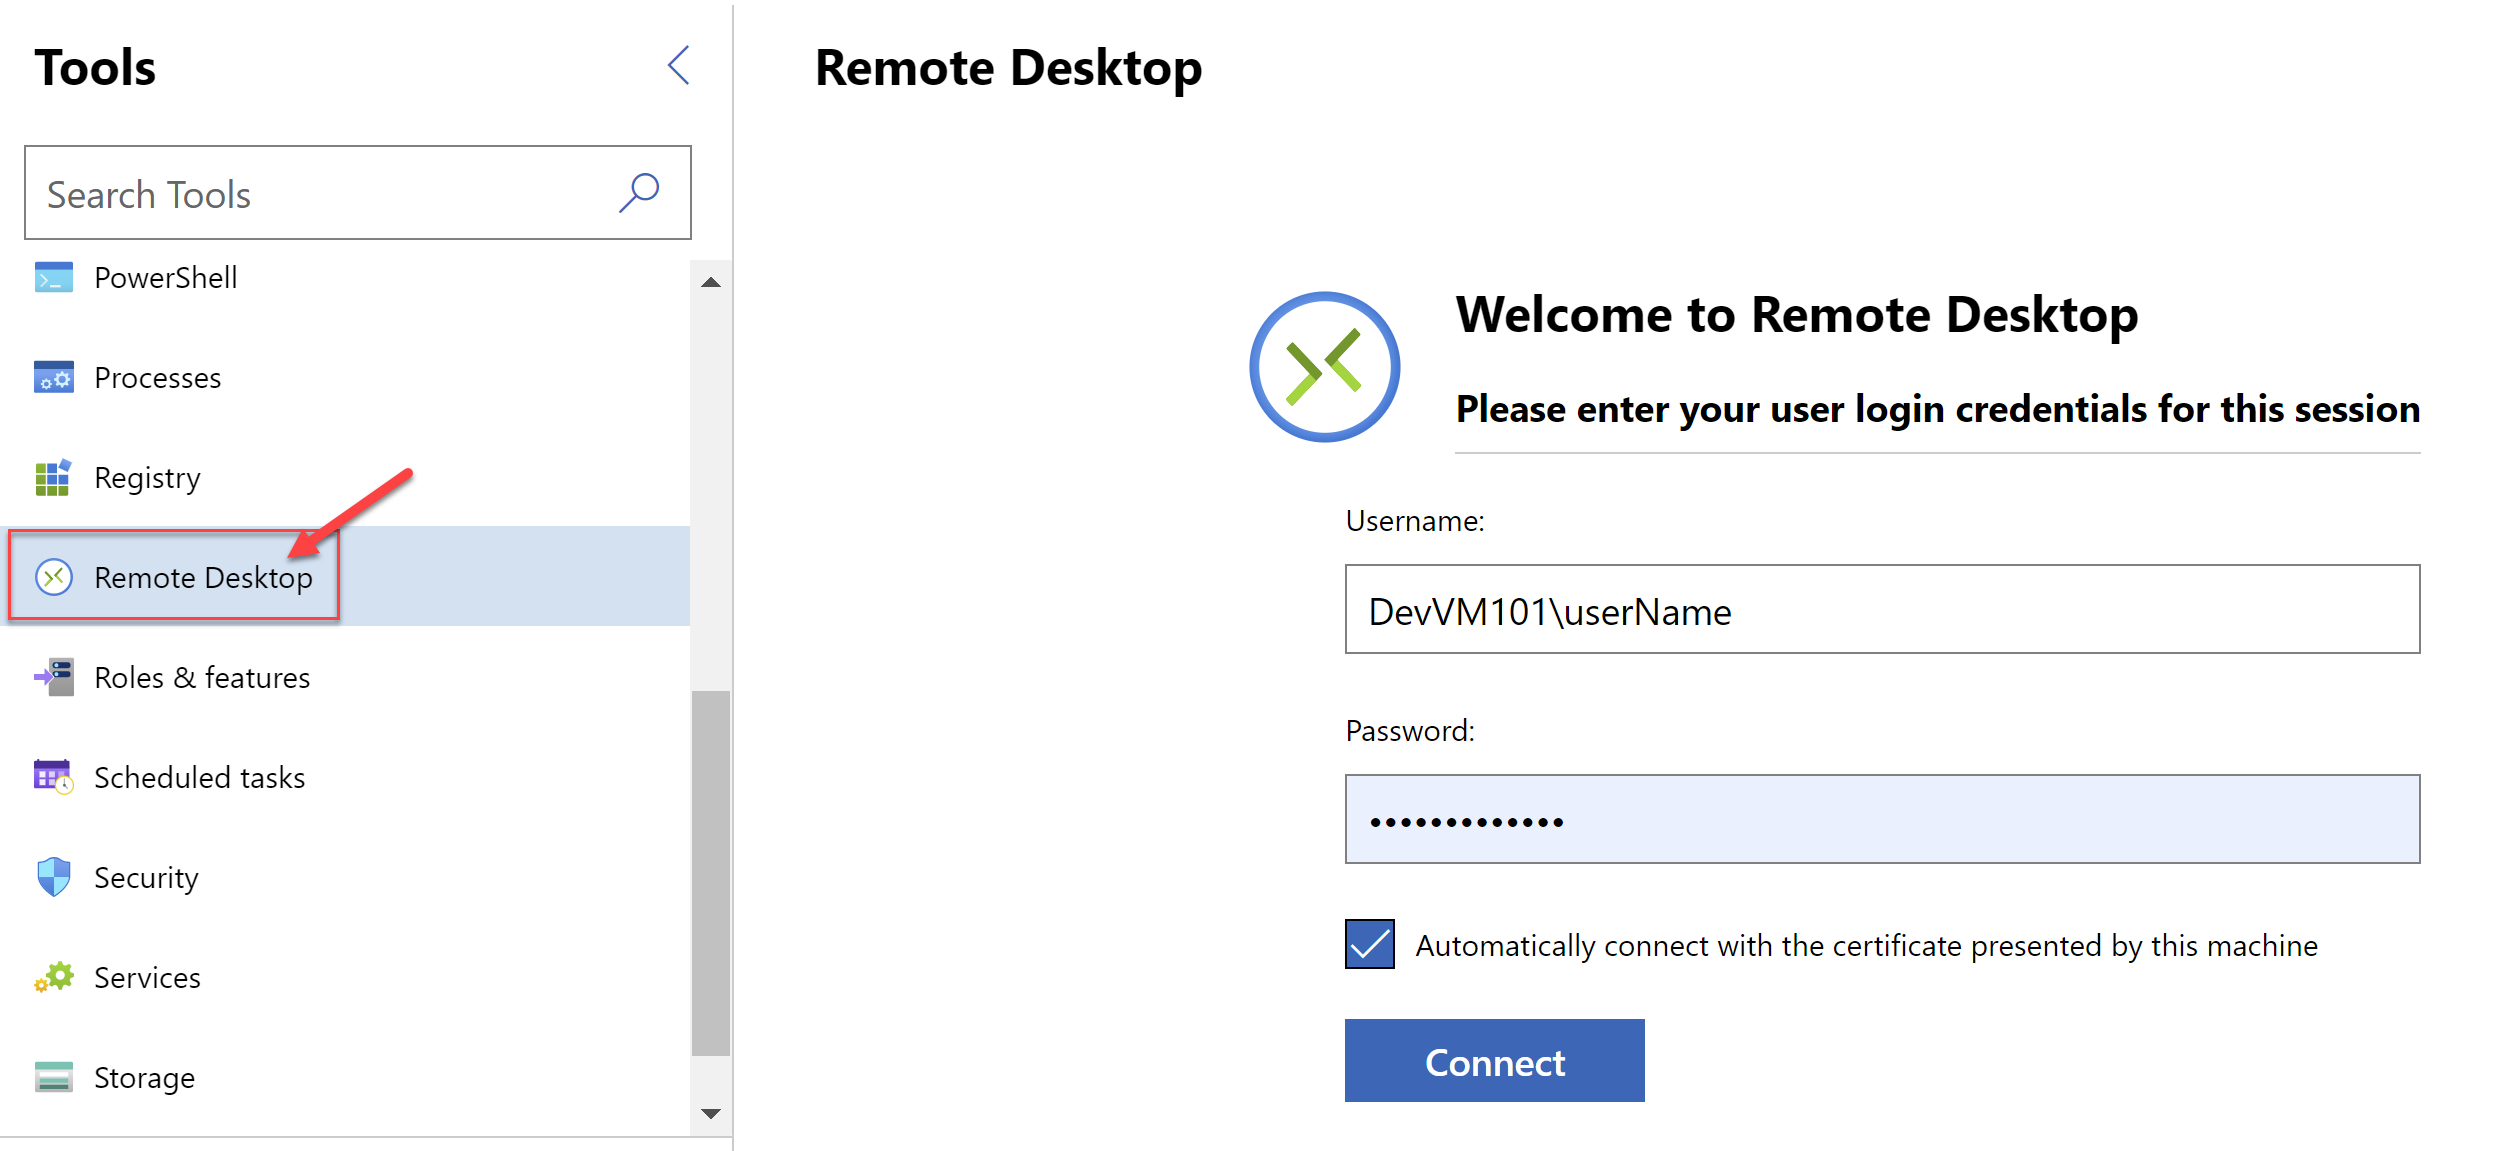 Tools
Search Tools
PowerShell
Processes
Registry
Remote Desktop
Roles & features
Scheduled tasks
Security
Services
Storage
Remote Desktop
Welcome to Remote Desktop
Please enter your user login credentials for this session
Username:
DevVM101\userName
Password:
•••••••••••••
Automatically connect with the certificate presented by this machine
Connect